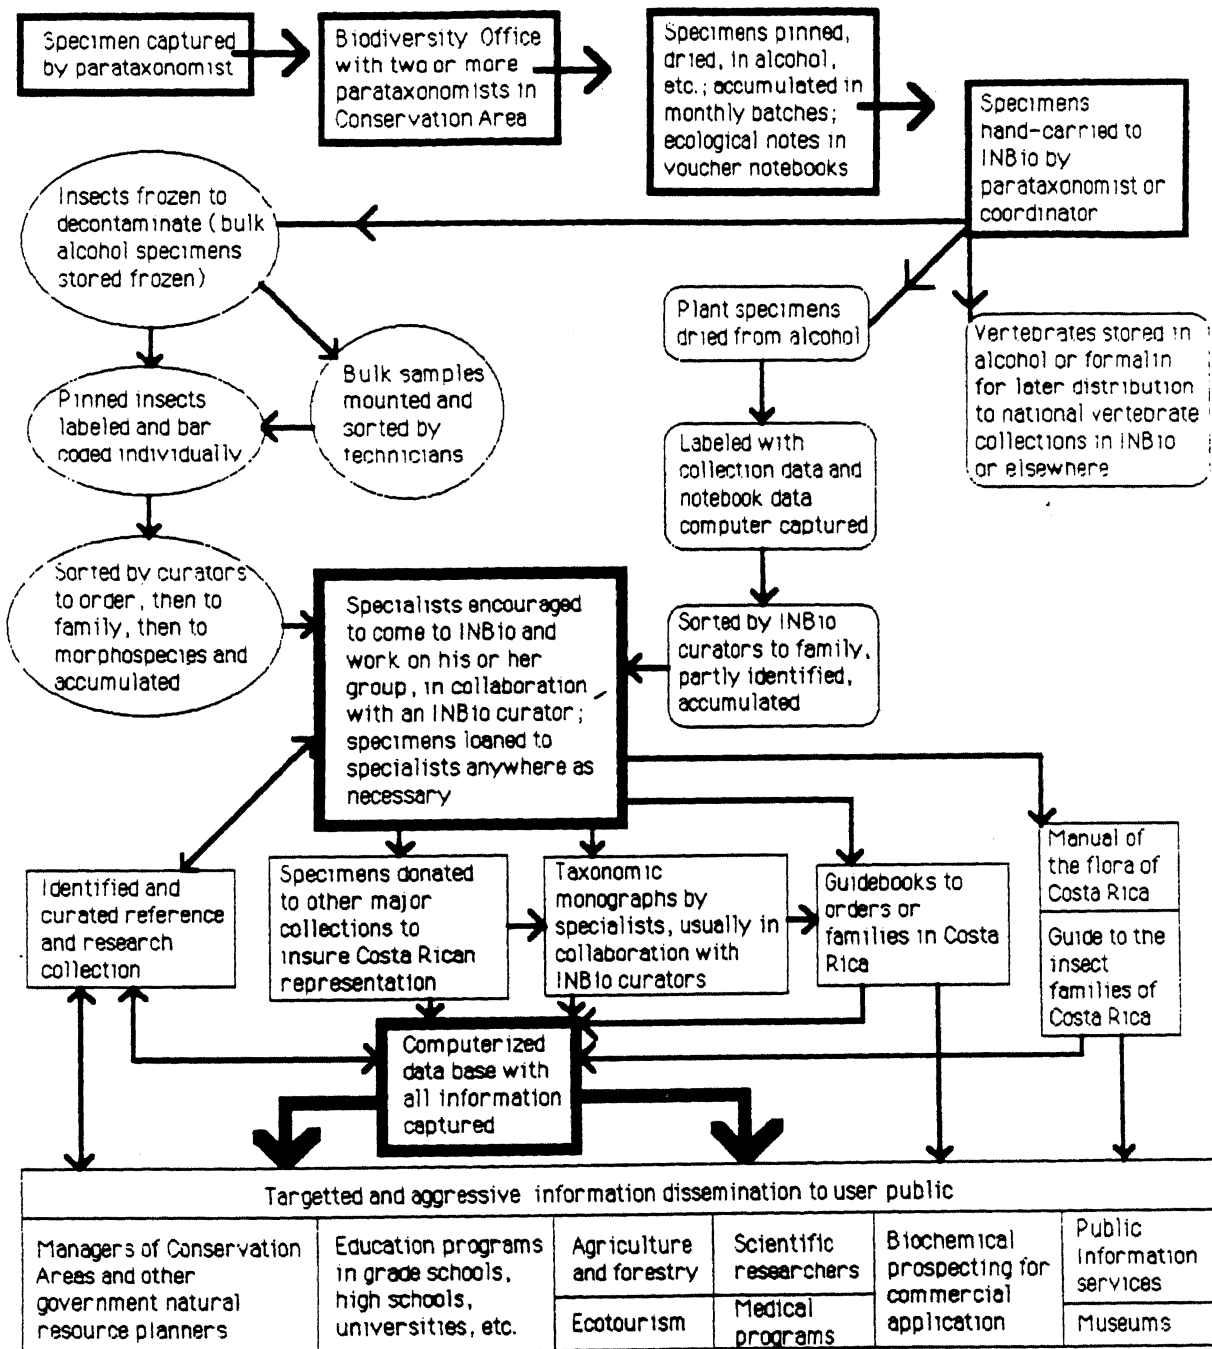 Specimen captured
by parataxonomist
Biodiversity Office
with two or more
parataxonomists in
Conservation Area
Specimens pinned,
dried, in alcohol,
etc.; accumulated in
monthly batches;
ecological notes in
voucher notebooks
Specimens
hand-carried to
INBio by
parataxonomist or
coordinator
Insects frozen to
decontaminate (bulk
alcohol specimens
stored frozen)
Plant specimens
dried from alcohol
Vertebrates stored in
alcohol or formalin
for later distribution
to national vertebrate
collections in INBio
or elsewhere
Bulk samples
mounted and
sorted by
technicians
Pinned insects
labeled and bar
coded individually
Labeled with
collection data and
notebook data
computer captured
Sorted by curators
to order, then to
family, then to
morphospecies and
accumulated
Specialists encouraged
to come to INBio and
work on his or her
group, in collaboration
with an INBio curator;
specimens loaned to
specialists anywhere as
necessary
Sorted by INBio
curators to family,
partly identified,
accumulated
Identified and
curated reference
and research
collection
Specimens donated
to other major
collections to
insure Costa Rican
representation
Taxonomic
monographs by
specialists, usually in
collaboration with
INBio curators
Guidebooks to
orders or
families in Costa
Rica
Manual of
the flora of
Costa Rica
Guide to the
insect
families of
Costa Rica
Computerized
data base with
all information
captured
Targetted and aggressive information dissemination to user public
Managers of Conservation
Areas and other
government natural
resource planners
Education programs
in grade schools,
high schools,
universities, etc.
Agriculture
and forestry
Ecotourism
Scientific
researchers
Medical
programs
Biochemical
prospecting for
commercial
application
Public
Information
services
Museums